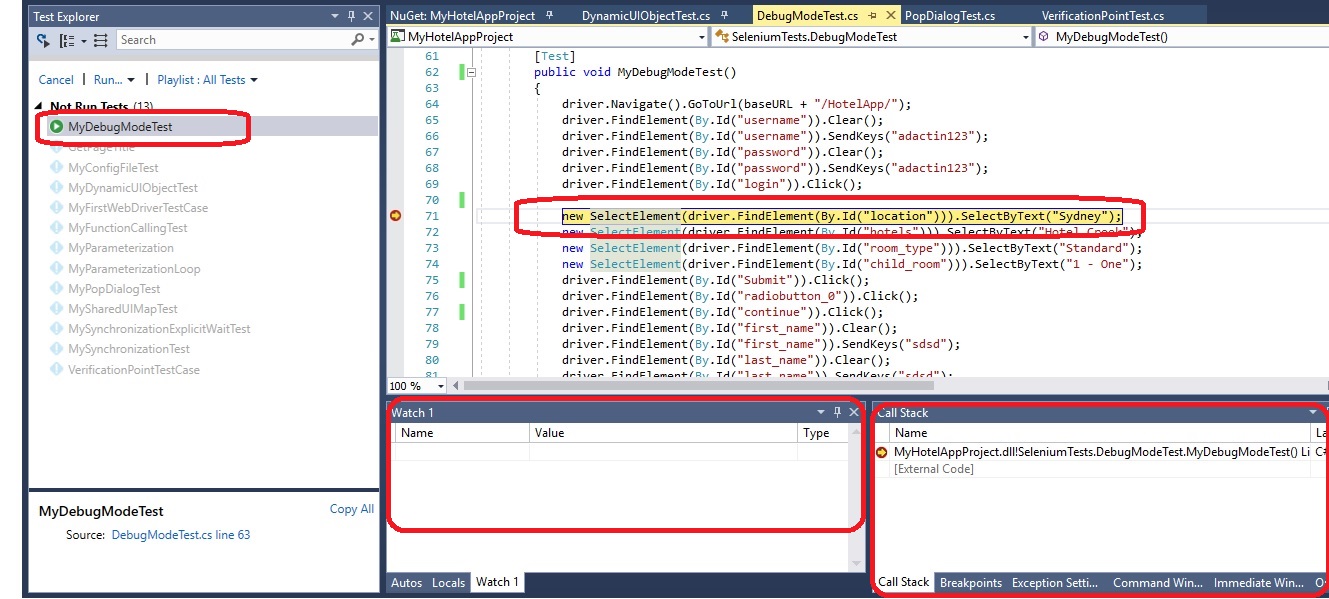 Test Explorer
Search
Cancel | Run... | Playlist : All Tests
Not Run Tests (13)
MyDebugModeTest
GetPageTitle
MyConfigFileTest
MyDynamicUIObjectTest
MyFirstWebDriverTestCase
MyFunctionCallingTest
MyParameterization
MyParameterizationLoop
MyPopDialogTest
MySharedUIMapTest
MySynchronizationExplicitWaitTest
MySynchronizationTest
VerificationPointTestCase
MyDebugModeTest
Copy All
Source: DebugModeTest.cs line 63
NuGet: MyHotelAppProject DynamicUIObjectTest.cs DebugModeTest.cs PopDialogTest.cs VerificationPointTest.cs
MyHotelAppProject SeleniumTests.DebugModeTest MyDebugModeTest()
61 [Test]
62 public void MyDebugModeTest()
63 {
64 driver.Navigate().GoToUrl(baseURL + "/HotelApp/");
65 driver.FindElement(By.Id("username")).Clear();
66 driver.FindElement(By.Id("username")).SendKeys("adactin123");
67 driver.FindElement(By.Id("password")).Clear();
68 driver.FindElement(By.Id("password")).SendKeys("adactin123");
69 driver.FindElement(By.Id("login")).Click();
70
71 new SelectElement(driver.FindElement(By.Id("location"))).SelectByText("Sydney");
72 new SelectElement(driver.FindElement(By.Id("hotels"))).SelectByText("Hotel Creek");
73 new SelectElement(driver.FindElement(By.Id("room_type"))).SelectByText("Standard");
74 new SelectElement(driver.FindElement(By.Id("child_room"))).SelectByText("1 - One");
75 driver.FindElement(By.Id("Submit")).Click();
76 driver.FindElement(By.Id("radiobutton_0")).Click();
77 driver.FindElement(By.Id("continue")).Click();
78 driver.FindElement(By.Id("first_name")).Clear();
79 driver.FindElement(By.Id("first_name")).SendKeys("sdsd");
80 driver.FindElement(By.Id("last_name")).Clear();
81 driver.FindElement(By.Id("last_name")).SendKeys("sdsd");
100 %
Watch 1
Name Value Type
Autos Locals Watch 1
Call Stack
Name La
MyHotelAppProject.dll!SeleniumTests.DebugModeTest.MyDebugModeTest() Li C#
[External Code]
Call Stack Breakpoints Exception Setti... Command Win... Immediate Win... O